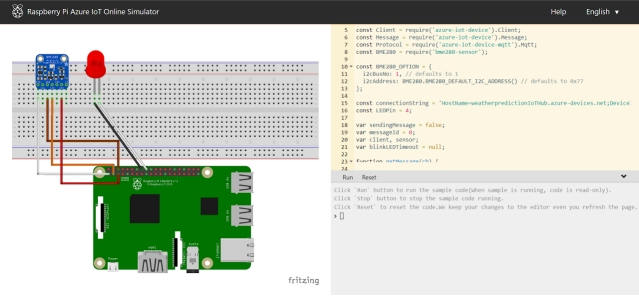 Raspberry Pi Azure IoT Online Simulator
Help
English ▾
5 const Client = require('azure-iot-device').Client;
6 const Message = require('azure-iot-device').Message;
7 const Protocol = require('azure-iot-device-mqtt').Mqtt;
8 const BME280 = require('bme280-sensor');
9
10 const BME280_OPTION = {
11 i2cBusNo: 1, // defaults to 1
12 i2cAddress: BME280.BME280_DEFAULT_I2C_ADDRESS() // defaults to 0x77
13 };
14
15 const connectionString = 'HostName=weatherpredictionIoTHub.azure-devices.net;Device
16 const LEDPin = 4;
17
18 var sendingMessage = false;
19 var messageId = 0;
20 var client, sensor;
21 var blinkLEDTimeout = null;
22
23 function getMessage(cb) {
24
Run Reset
Click 'Run' button to run the sample code(When sample is running, code is read-only).
Click 'Stop' button to stop the sample code running.
Click 'Reset' to reset the code.We keep your changes to the editor even you refresh the page.
>
Power
HDMI
Audio
fritzing